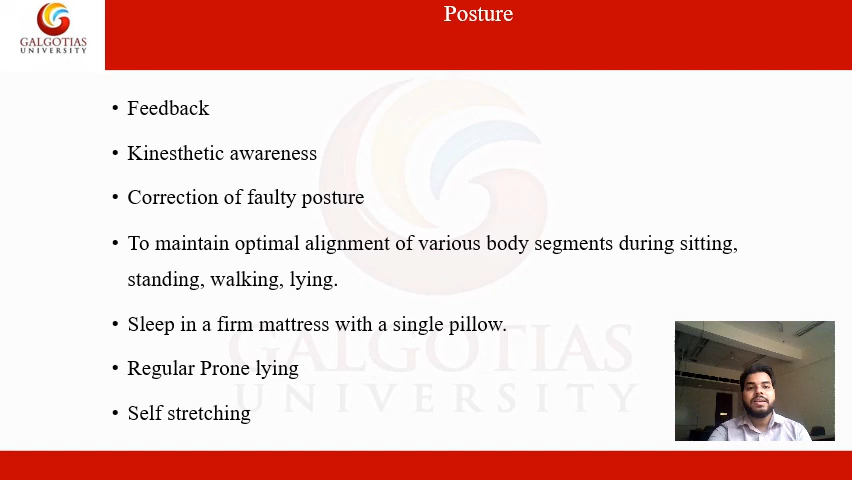 Posture
GALGOTIAS
UNIVERSITY
• Feedback
• Kinesthetic awareness
• Correction of faulty posture
• To maintain optimal alignment of various body segments during sitting,
standing, walking, lying.
• Sleep in a firm mattress with a single pillow.
• Regular Prone lying
• Self stretching
GALGOTIAS
UNIVERSITY